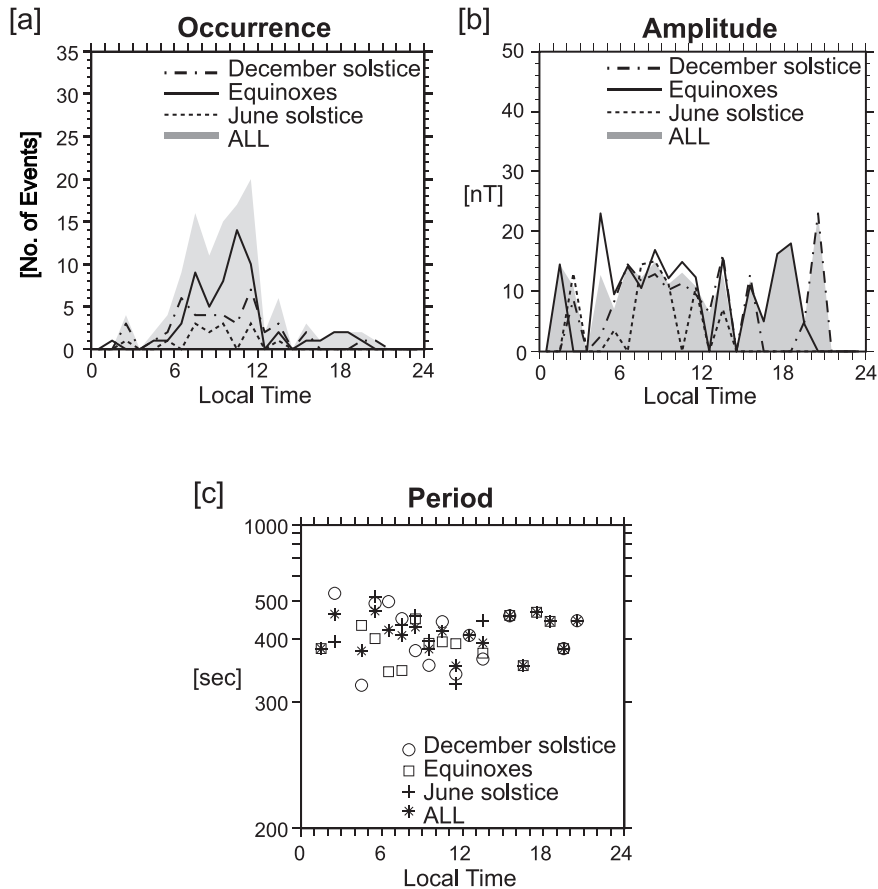 [a]
Occurrence
35
30
25
20
15
10
5
0
[No. of Events]
December solstice
Equinoxes
June solstice
ALL
0 6 12 18 24
Local Time
[b]
Amplitude
50
40
30
20
10
0
[nT]
December solstice
Equinoxes
June solstice
ALL
0 6 12 18 24
Local Time
[c]
Period
1000
500
400
300
200
[sec]
December solstice
Equinoxes
June solstice
ALL
0 6 12 18 24
Local Time